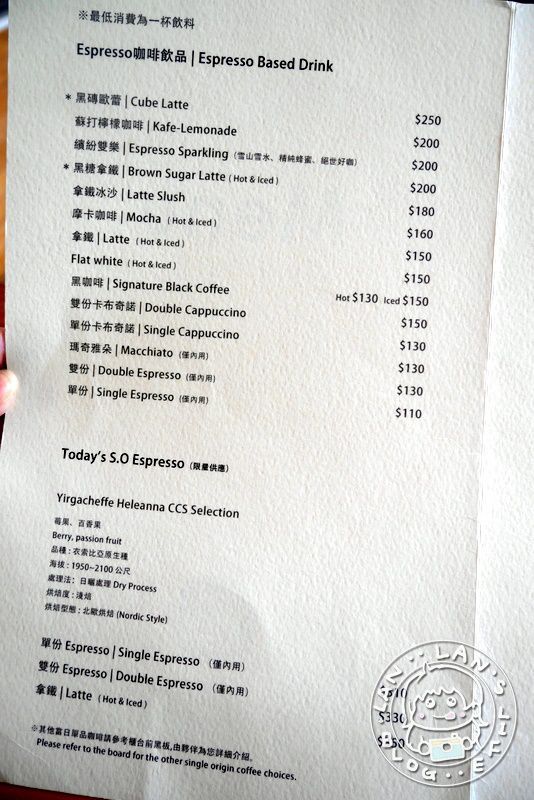 ※最低消費為一杯飲料
Espresso咖啡飲品 | Espresso Based Drink
* 黑磚歐蕾 | Cube Latte $250
蘇打檸檬咖啡 | Kafe-Lemonade $200
繽紛雙樂 | Espresso Sparkling (雪山雪水、精純蜂蜜、絕世好咖) $200
* 黑糖拿鐵 | Brown Sugar Latte ( Hot & Iced ) $200
拿鐵冰沙 | Latte Slush $180
摩卡咖啡 | Mocha ( Hot & Iced ) $160
拿鐵 | Latte ( Hot & Iced ) $150
Flat white ( Hot & Iced ) $150
黑咖啡 | Signature Black Coffee Hot $130 Iced $150
雙份卡布奇諾 | Double Cappuccino $150
單份卡布奇諾 | Single Cappuccino $130
瑪奇雅朵 | Macchiato (僅內用) $130
雙份 | Double Espresso (僅內用) $130
單份 | Single Espresso (僅內用) $110
Today's S.O Espresso (限量供應)
Yirgacheffe Heleanna CCS Selection
莓果、百香果
Berry, passion fruit
品種 : 衣索比亞原生種
海拔 : 1950~2100 公尺
處理法: 日曬處理 Dry Process
烘焙度 : 淺焙
烘焙型態 : 北歐烘焙 (Nordic Style)
單份 Espresso | Single Espresso (僅內用)
雙份 Espresso | Double Espresso (僅內用) $330
拿鐵 | Latte ( Hot & Iced )
※其他當日單品咖啡請參考櫃台前黑板,由夥伴為您詳細介紹。
Please refer to the board for the other single origin coffee choices.
LAN LAN'S LIFE BLOG